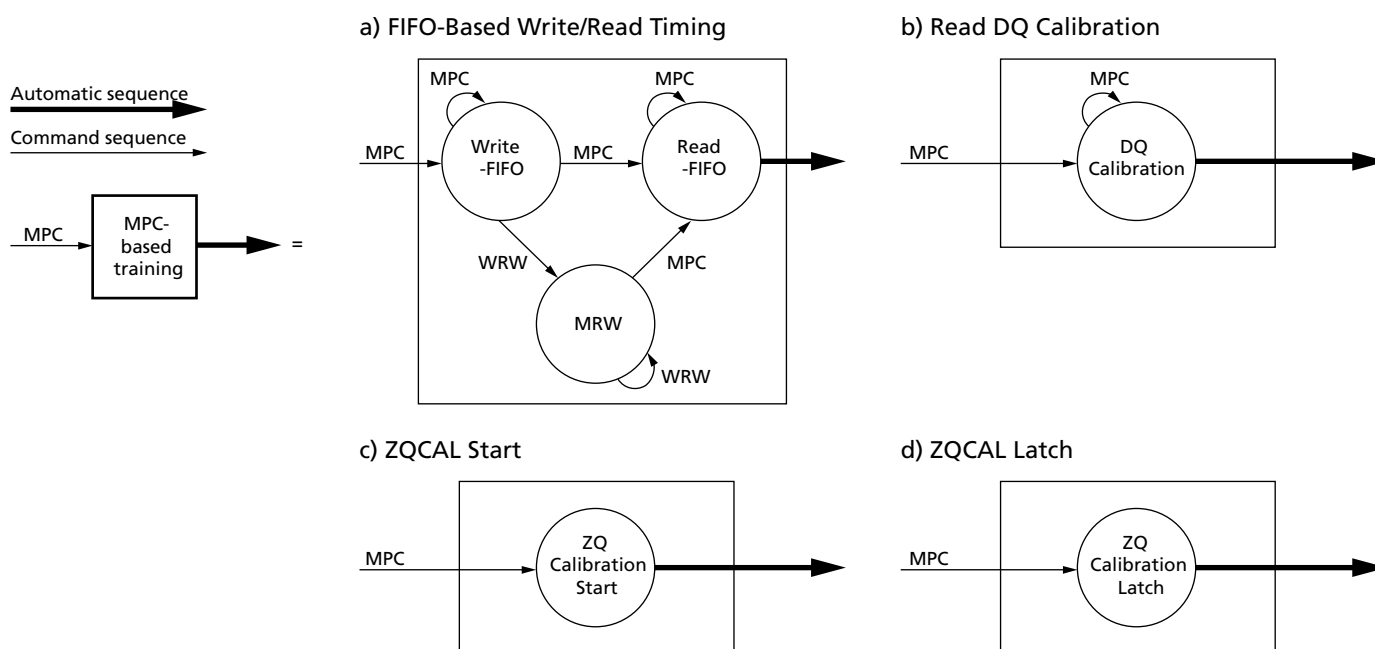 a) FIFO-Based Write/Read Timing
b) Read DQ Calibration
Automatic sequence
Command sequence
MPC
MPC-
based
training
=
MPC
MPC
MPC
Write
-FIFO
MPC
Read
-FIFO
WRW
MPC
MRW
WRW
MPC
MPC
DQ
Calibration
c) ZQCAL Start
d) ZQCAL Latch
MPC
ZQ
Calibration
Start
MPC
ZQ
Calibration
Latch